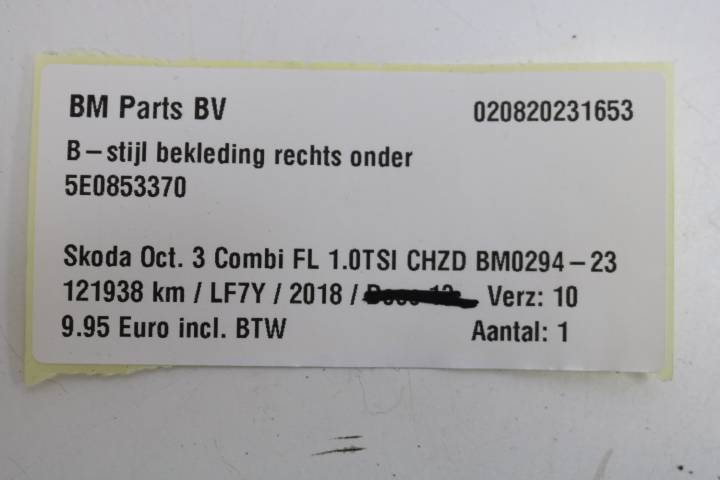 BM Parts BV 020820231653
B-stijl bekleding rechts onder
5E0853370
Skoda Oct. 3 Combi FL 1.0TSI CHZD BM0294-23
121938 km / LF7Y / 2018 / Verz: 10
9.95 Euro incl. BTW Aantal: 1